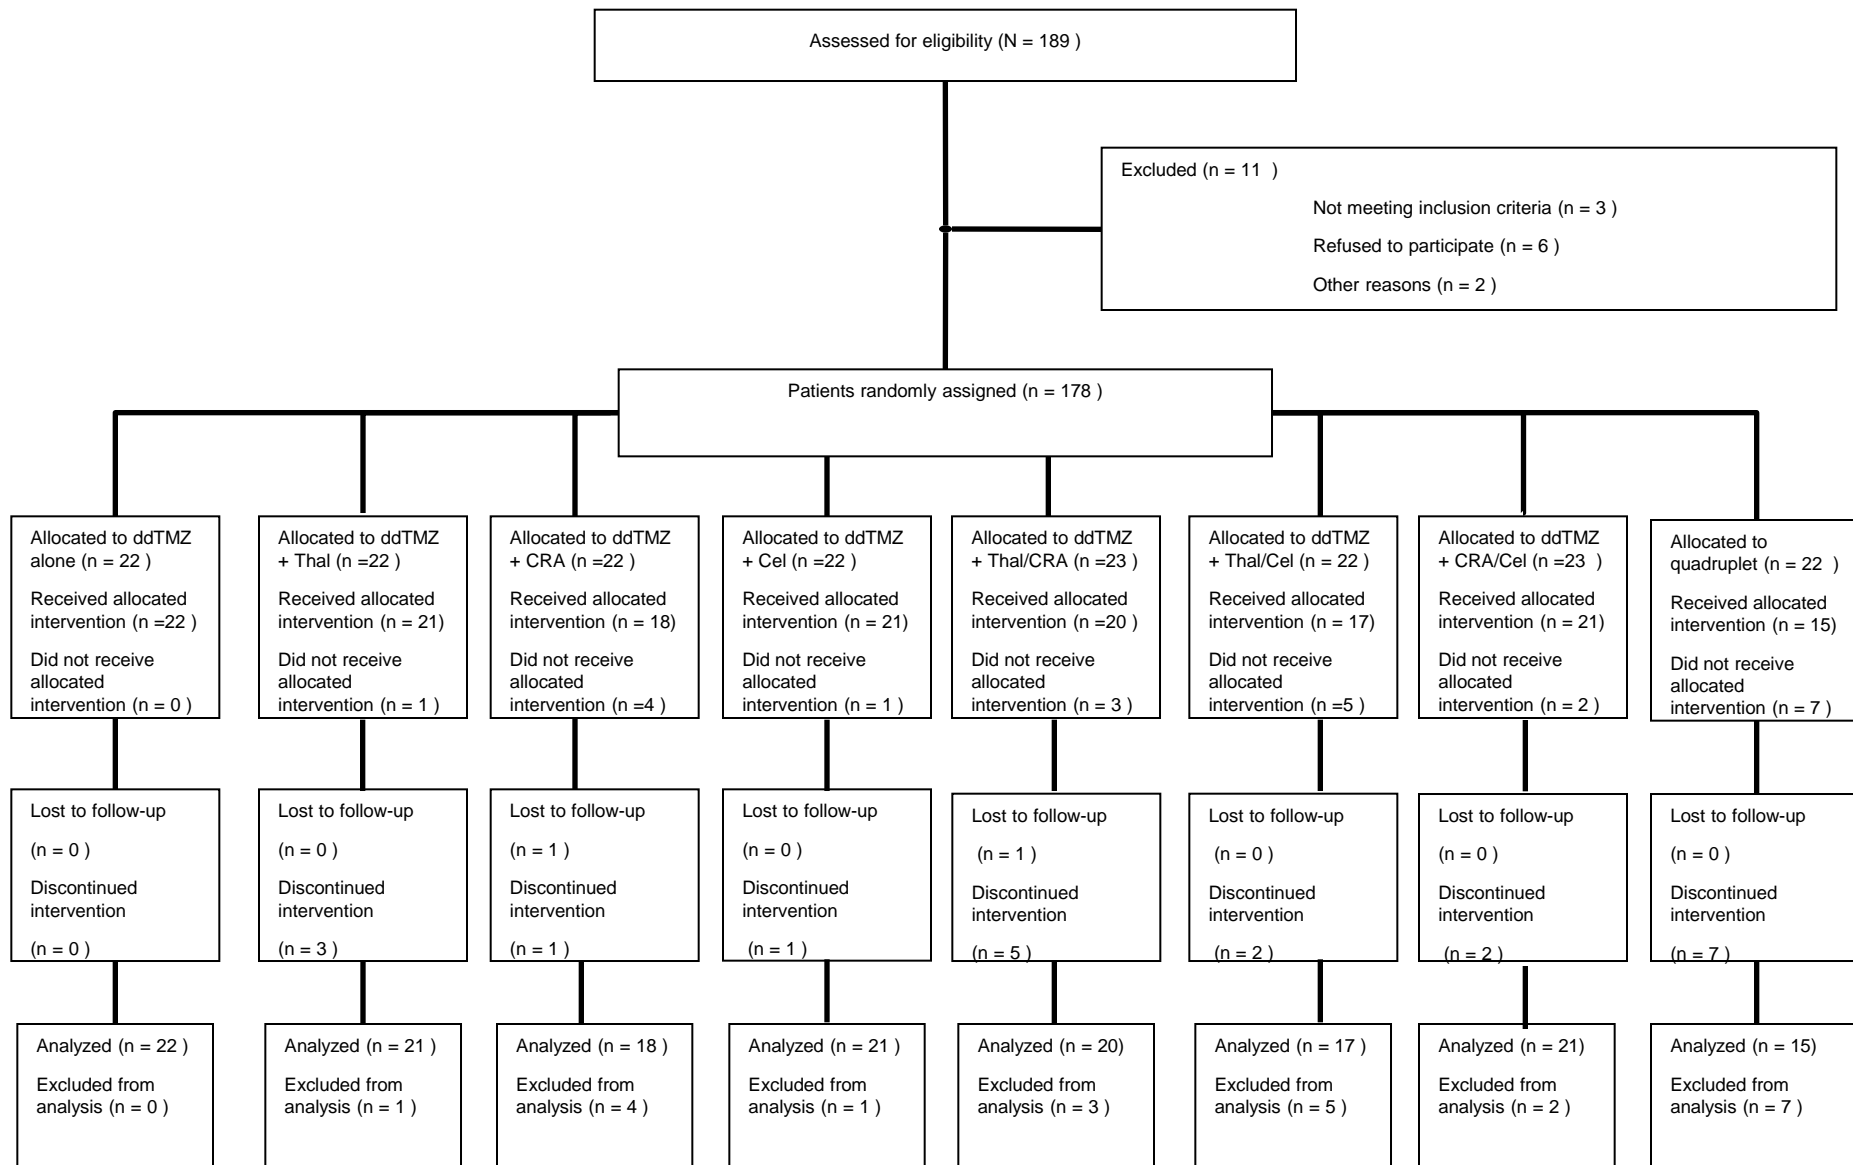 Assessed for eligibility (N = 189 )
Excluded (n = 11  )
Not meeting inclusion criteria (n = 3 )
Refused to participate (n = 6 )
Other reasons (n = 2 )
Patients randomly assigned (n = 178 )
Allocated to ddTMZ
alone (n = 22 )
Received allocated
intervention (n =22 )
Did not receive
allocated
intervention (n = 0 )
Allocated to ddTMZ
+ Thal (n =22 )
Received allocated
intervention (n = 21)
Did not receive
allocated
intervention (n = 1 )
Allocated to ddTMZ
+ CRA (n =22 )
Received allocated
intervention (n = 18)
Did not receive
allocated
intervention (n =4 )
Allocated to ddTMZ
+ Cel (n =22 )
Received allocated
intervention (n = 21)
Did not receive
allocated
intervention (n = 1 )
Allocated to ddTMZ
+ Thal/CRA (n =23 )
Received allocated
intervention (n =20 )
Did not receive
allocated
intervention (n = 3 )
Allocated to ddTMZ
+ Thal/Cel (n = 22 )
Received allocated
intervention (n = 17)
Did not receive
allocated
intervention (n =5 )
Allocated to ddTMZ
+ CRA/Cel (n =23  )
Received allocated
intervention (n = 21)
Did not receive
allocated
intervention (n = 2 )
Allocated to
quadruplet (n = 22  )
Received allocated
intervention (n = 15)
Did not receive
allocated
intervention (n = 7 )
Lost to follow-up
(n = 0 )
Discontinued
intervention
(n = 0 )
Lost to follow-up
(n = 0 )
Discontinued
intervention
(n = 3 )
Lost to follow-up
(n = 1 )
Discontinued
intervention
(n = 1 )
Lost to follow-up
(n = 0 )
Discontinued
intervention
(n = 1 )
Lost to follow-up
(n = 1 )
Discontinued
intervention
(n = 5 )
Lost to follow-up
(n = 0 )
Discontinued
intervention
(n = 2 )
Lost to follow-up
(n = 0 )
Discontinued
intervention
(n = 2 )
Lost to follow-up
(n = 0 )
Discontinued
intervention
(n = 7 )
Analyzed (n = 22 )
Excluded from
analysis (n = 0 )
Analyzed (n = 21 )
Excluded from
analysis (n = 1 )
Analyzed (n = 18 )
Excluded from
analysis (n = 4 )
Analyzed (n = 21 )
Excluded from
analysis (n = 1 )
Analyzed (n = 20)
Excluded from
analysis (n = 3 )
Analyzed (n = 17 )
Excluded from
analysis (n = 5 )
Analyzed (n = 21)
Excluded from
analysis (n = 2 )
Analyzed (n = 15)
Excluded from
analysis (n = 7 )